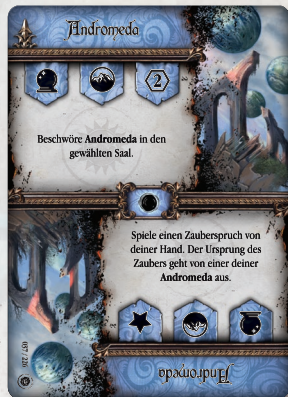 Andromeda
2
Beschwöre Andromeda in den
gewählten Saal.
Spiele einen Zauberspruch von
deiner Hand. Der Ursprung des
Zaubers geht von einer deiner
Andromeda aus.
Andromeda